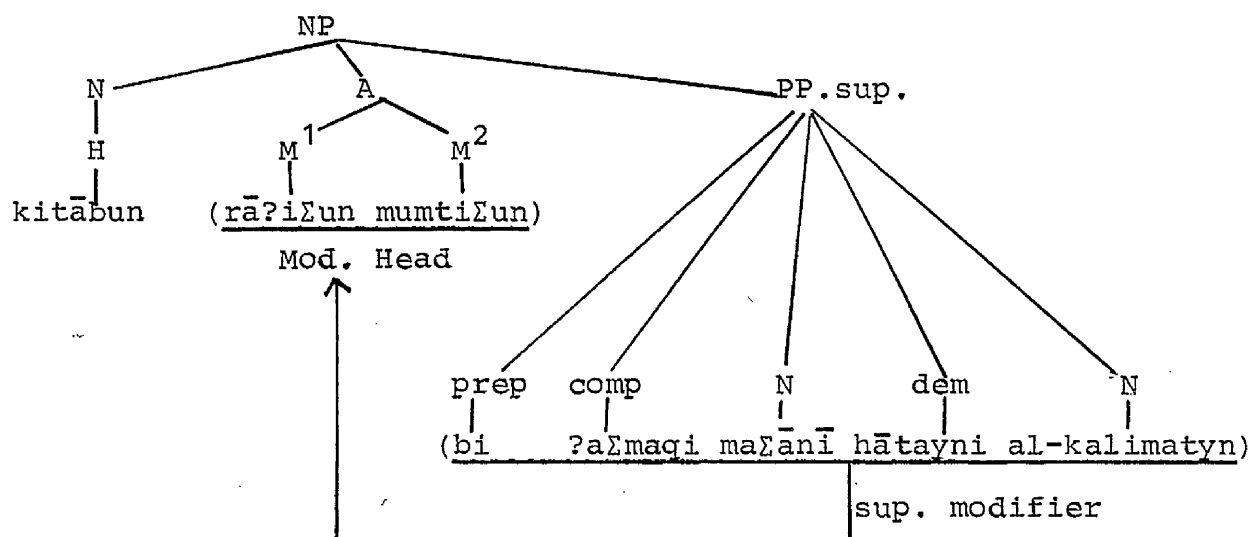 NP
N A PP.sup.
H M1 M2
kitābun (rā?iΣun mumtiΣun)
Mod. Head
prep comp N dem N
(bi ?aΣmaqi maΣānī hātayni al-kalimatyn)
sup. modifier